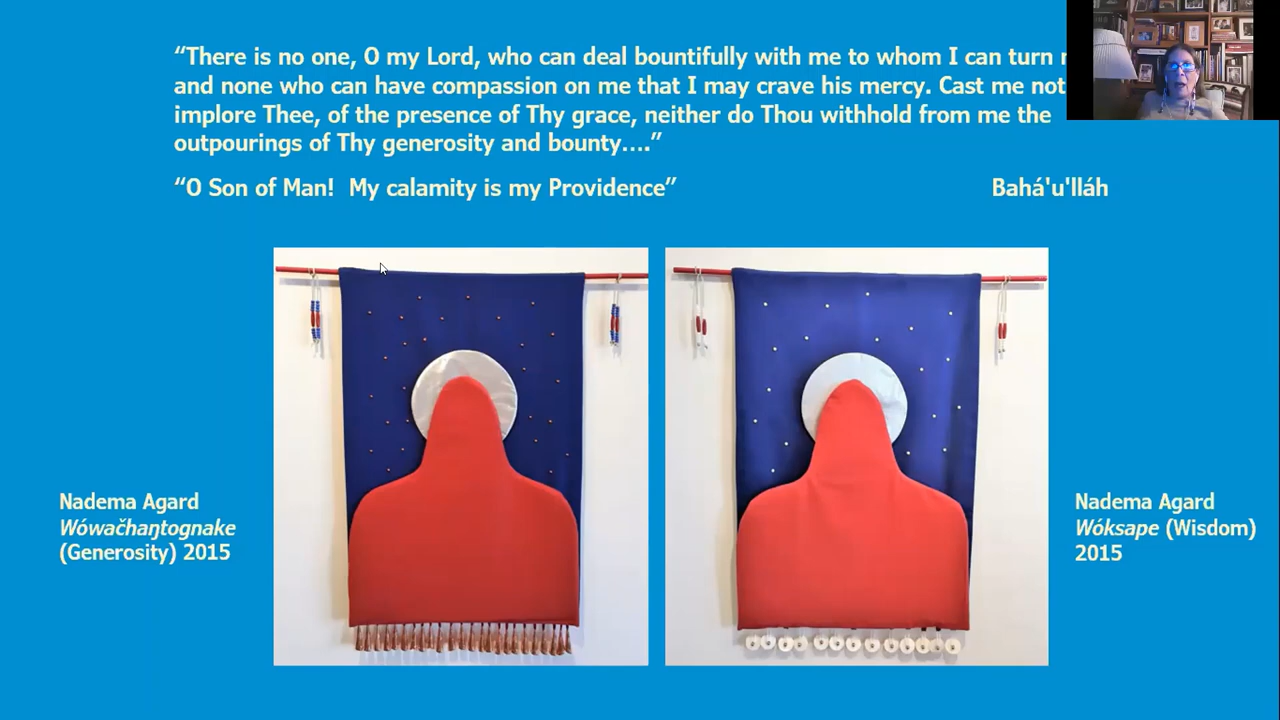 “There is no one, O my Lord, who can deal bountifully with me to whom I can turn
and none who can have compassion on me that I may crave his mercy. Cast me not
implore Thee, of the presence of Thy grace, neither do Thou withhold from me the
outpourings of Thy generosity and bounty….”
“O Son of Man!  My calamity is my Providence”
Bahá'u'lláh
Nadema Agard
Wówačhaŋtognake
(Generosity) 2015
Nadema Agard
Wóksape (Wisdom)
2015